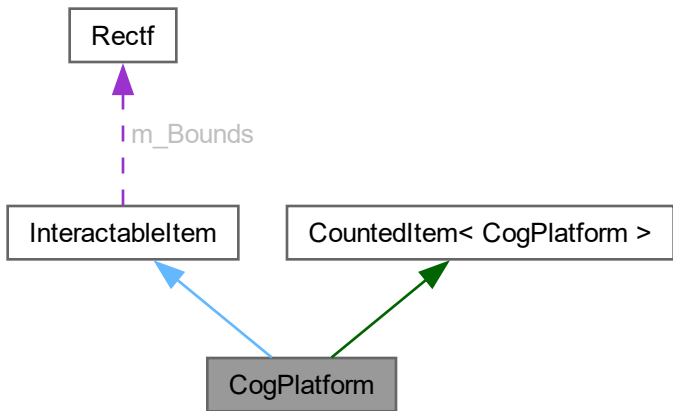 Rectf
m_Bounds
InteractableItem
CountedItem< CogPlatform >
CogPlatform